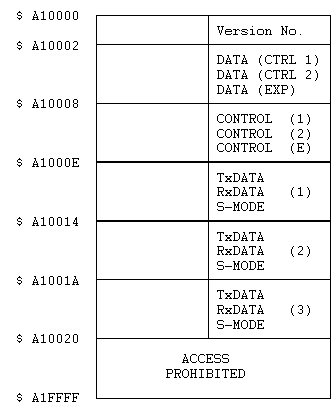 $ A10000
Version No.
$ A10002
DATA (CTRL 1)
DATA (CTRL 2)
DATA (EXP)
$ A10008
CONTROL (1)
CONTROL (2)
CONTROL (E)
$ A1000E
TxDATA
RxDATA (1)
S-MODE
$ A10014
TxDATA
RxDATA (2)
S-MODE
$ A1001A
TxDATA
RxDATA (3)
S-MODE
$ A10020
ACCESS
PROHIBITED
$ A1FFFF